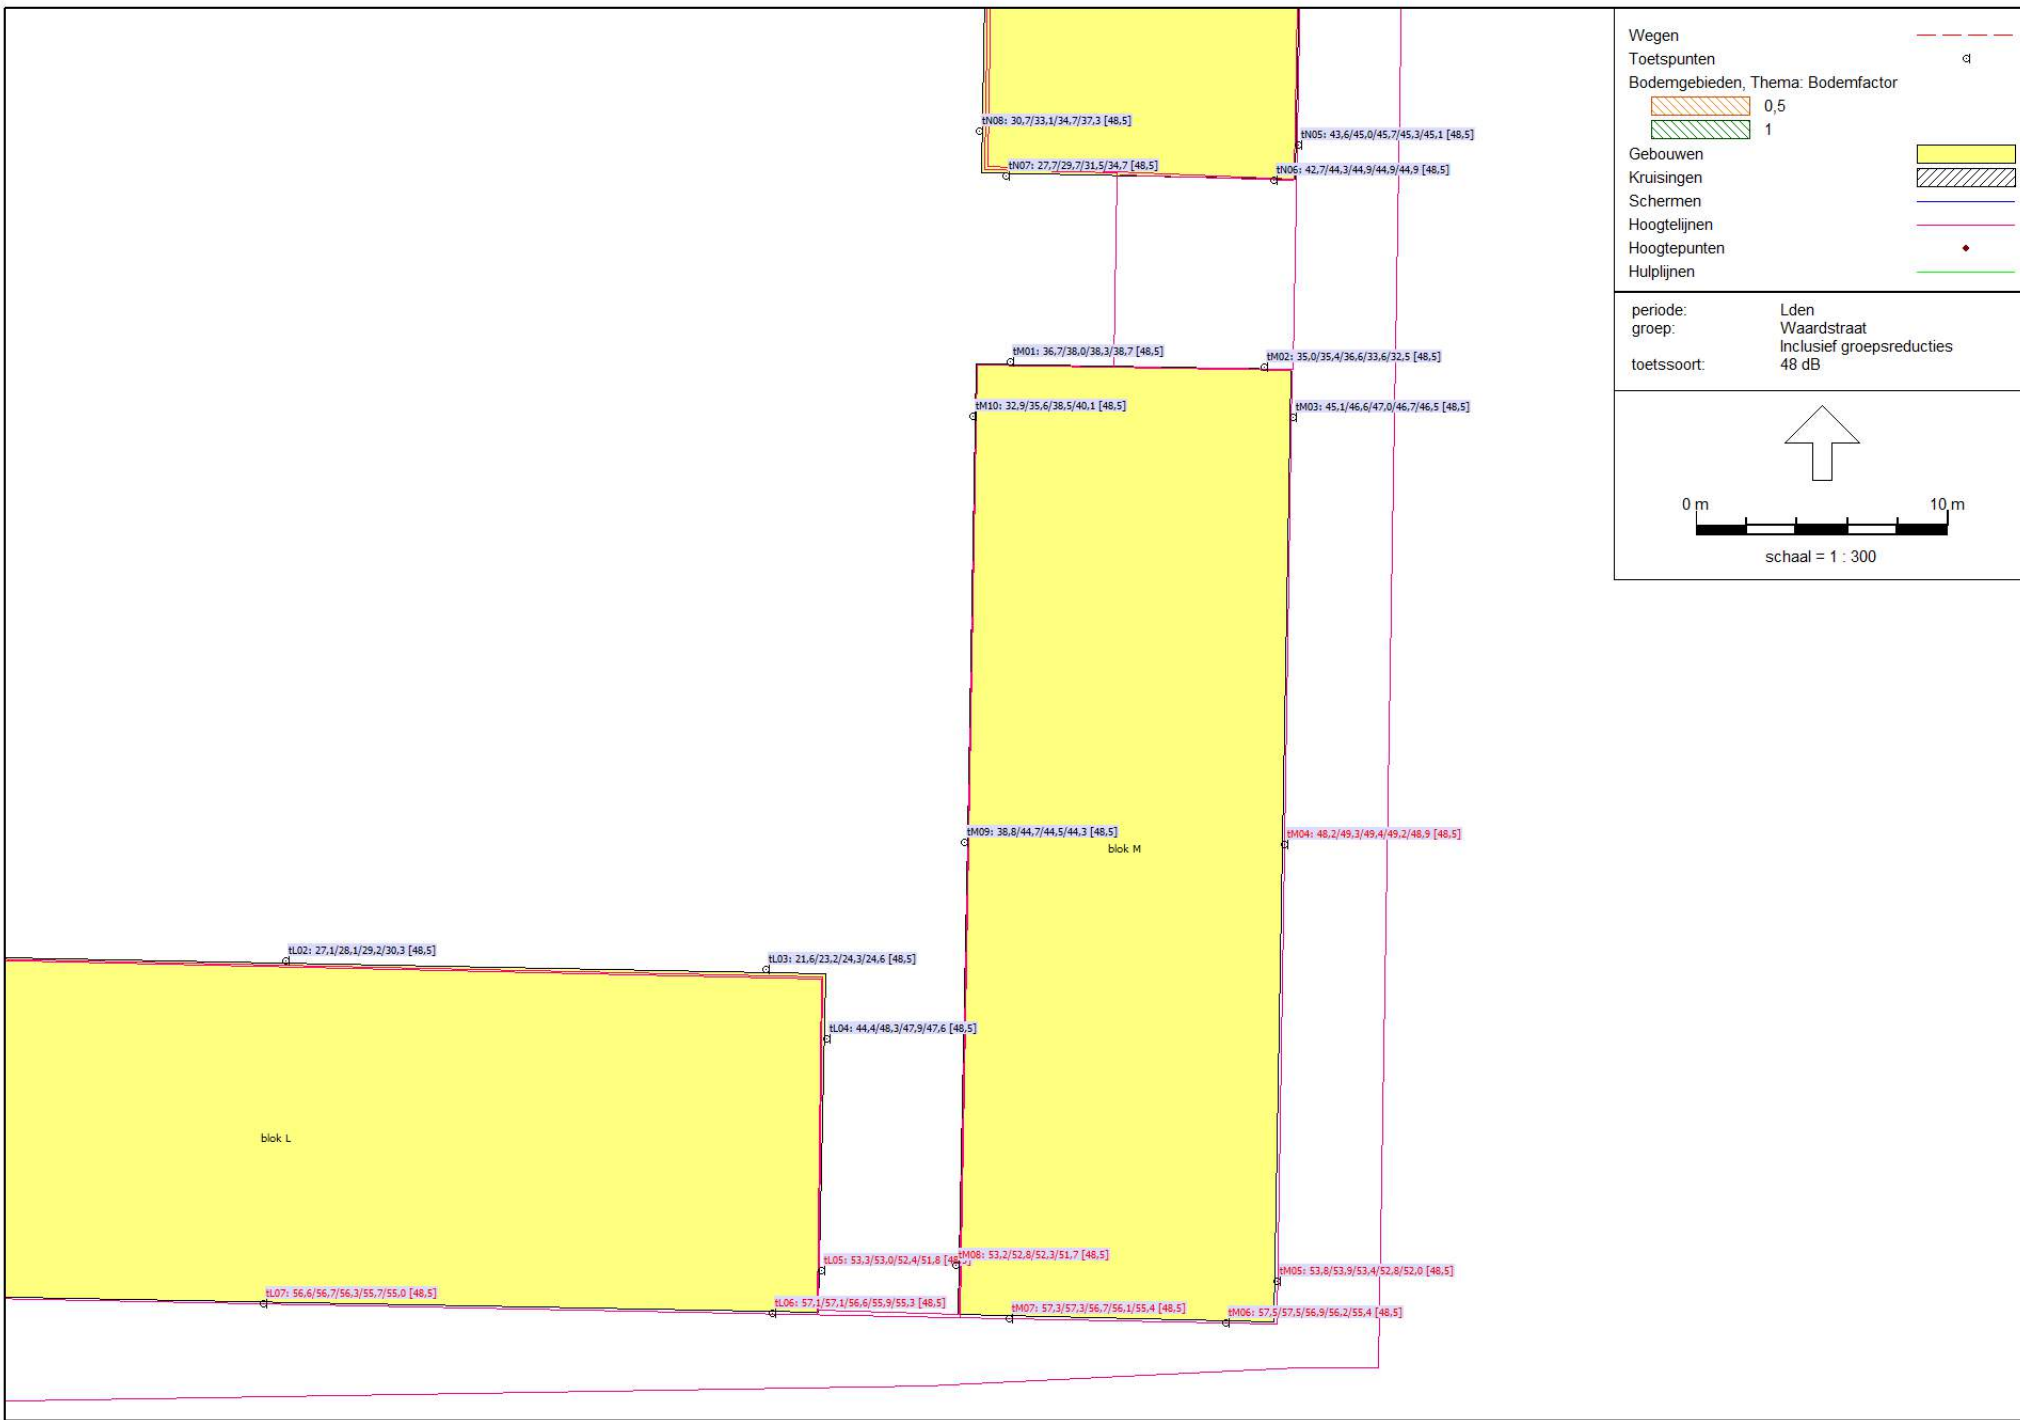 tN08: 30,7/33,1/34,7/37,3 [48,5]
tN05: 43,6/45,0/45,7/45,3/45,1 [48,5]
tN07: 27,7/29,7/31,5/34,7 [48,5]
tN06: 42,7/44,3/44,9/44,9/44,9 [48,5]
tM01: 36,7/38,0/38,3/38,7 [48,5]
tM02: 35,0/35,4/36,6/33,6/32,5 [48,5]
tM10: 32,9/35,6/38,5/40,1 [48,5]
tM03: 45,1/46,6/47,0/46,7/46,5 [48,5]
tM09: 38,8/44,7/44,5/44,3 [48,5]
tM04: 48,2/49,3/49,4/49,2/48,9 [48,5]
blok M
tL02: 27,1/28,1/29,2/30,3 [48,5]
tL03: 21,6/23,2/24,3/24,6 [48,5]
tL04: 44,4/48,3/47,9/47,6 [48,5]
blok L
tL05: 53,3/53,0/52,4/51,8
tM08: 53,2/52,8/52,3/51,7 [48,5]
tM05: 53,8/53,9/53,4/52,8/52,0 [48,5]
tL07: 56,6/56,7/56,3/55,7/55,0 [48,5]
tL06: 57,1/57,1/56,6/55,9/55,3 [48,5]
tM07: 57,3/57,3/56,7/56,1/55,4 [48,5]
tM06: 57,5/57,5/56,9/56,2/55,4 [48,5]
Wegen
Toetspunten
Bodemgebieden, Thema: Bodemfactor
0,5
1
Gebouwen
Kruisingen
Schermen
Hoogtelijnen
Hoogtepunten
Hulplijnen
periode: Lden
groep: Waardstraat
Inclusief groepsreducties
toetssoort: 48 dB
0 m 10 m
schaal = 1 : 300